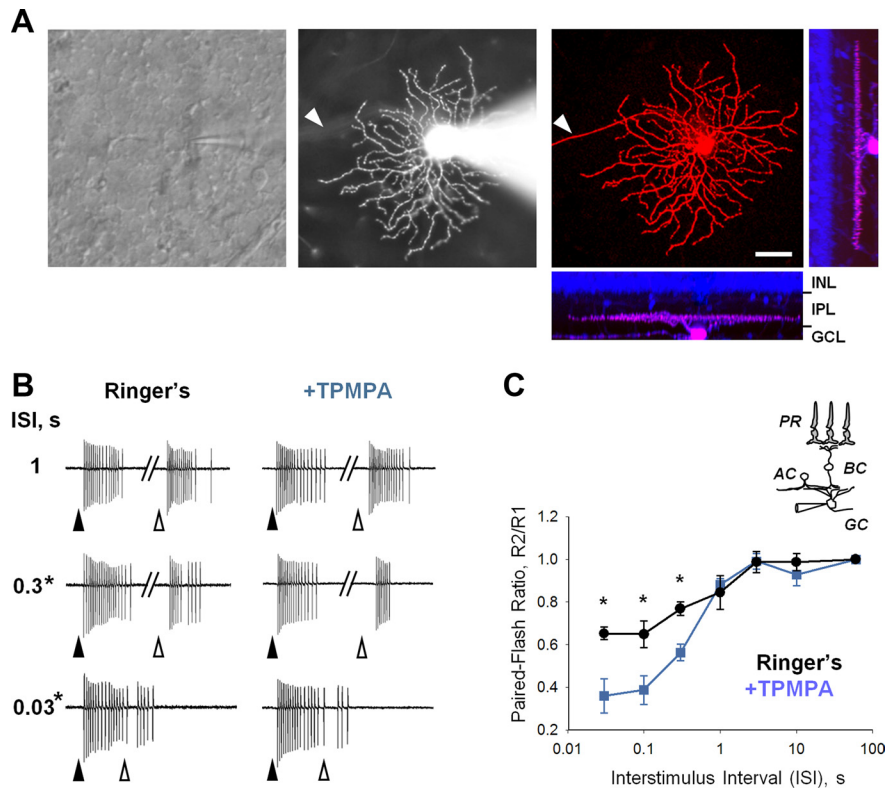 A
INL
IPL
GCL
B
Ringer's
+TPMPA
ISI, s
1
0.3*
0.03*
C
PR
AC
BC
GC
Paired-Flash Ratio, R2/R1
1.2
1.0
0.8
0.6
0.4
0.2
* * *
Ringer's
+TPMPA
0.01 0.1 1 10 100
Interstimulus Interval (ISI), s